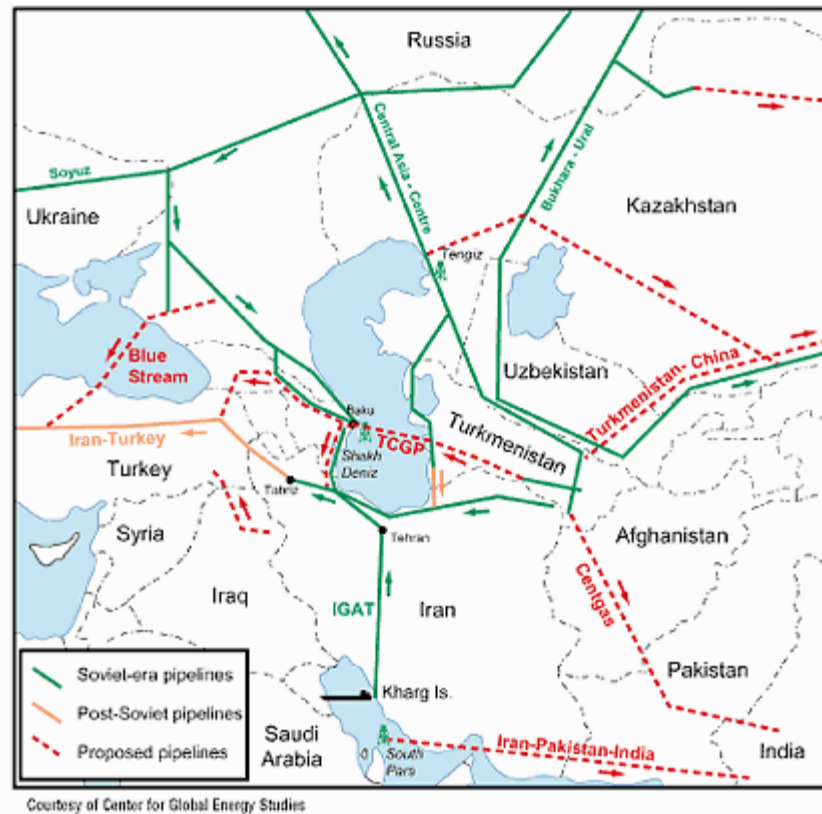 Russia
Soyuz
Central Asia - Centre
Bukhara - Ural
Ukraine
Kazakhstan
Tengiz
Blue
Stream
Uzbekistan
Turkmenistan- China
Baku
TCGP
Turkmenistan
Iran-Turkey
Shakh
Deniz
Turkey
Tabriz
Syria
Tehran
Afghanistan
Centgas
Iraq
IGAT
Iran
Pakistan
Kharg Is.
Saudi
Arabia
South
Pars
Iran-Pakistan-India
India
Soviel-era pipelines
Post-Soviet pipelines
Proposed pipelines
Courtesy of Center for Global Energy Studies